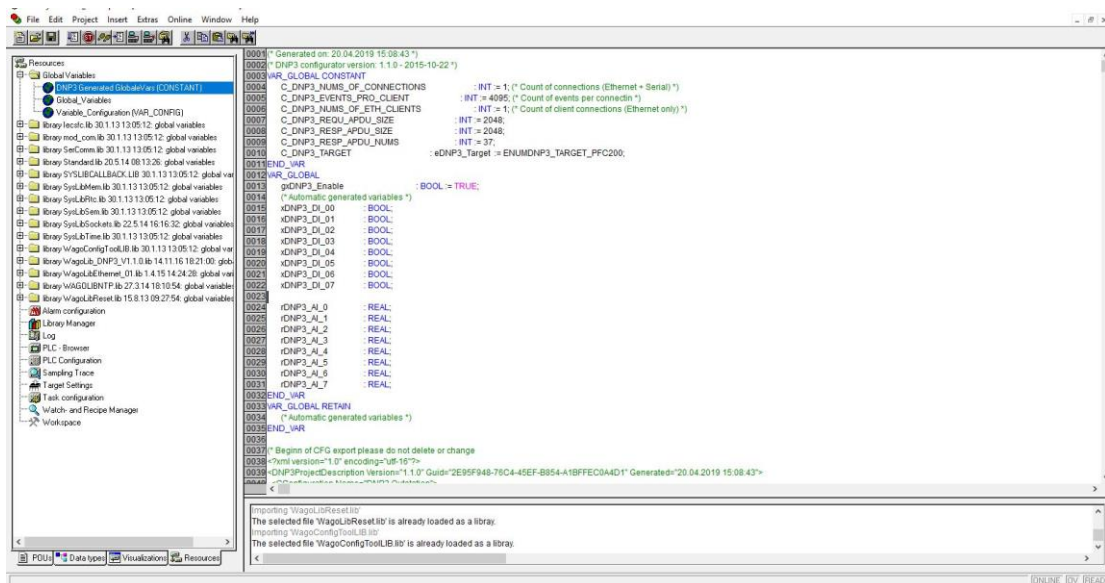 File Edit Project Insert Extras Online Window Help
Resources
Global Variables
DNP3 Generated GlobaleVars (CONSTANT)
Global_Variables
Variable_Configuration (VAR_CONFIG)
library Iecsfc.lib 30.1.13 13:05:12: global variables
library mod_com.lib 30.1.13 13:05:12: global variables
library SerComm.lib 30.1.13 13:05:12: global variables
library Standard.lib 20.5.14 08:13:26: global variables
library SYSLIBCALLBACK.LIB 30.1.13 13:05:12: global var
library SysLibMem.lib 30.1.13 13:05:12: global variables
library SysLibRtc.lib 30.1.13 13:05:12: global variables
library SysLibSem.lib 30.1.13 13:05:12: global variables
library SysLibSockets.lib 22.5.14 16:16:32: global variables
library SysLibTime.lib 30.1.13 13:05:12: global variables
library WagoConfigToolLIB.lib 30.1.13 13:05:12: global var
library WagoLib_DNP3_V1.1.0.lib 14.11.16 18:21:00: glob
library WagoLibEthernet_01.lib 1.4.15 14:24:28: global vari
library WAGOLIBNTP.lib 27.3.14 18:10:54: global variables
library WagoLibReset.lib 15.8.13 09:27:54: global variables
Alarm configuration
Library Manager
Log
PLC - Browser
PLC Configuration
Sampling Trace
Target Settings
Task configuration
Watch- and Recipe Manager
Workspace
POUs Data types Visualizations Resources
0001 (* Generated on: 20.04.2019 15:08:43 *)
0002 (* DNP3 configurator version: 1.1.0 - 2015-10-22 *)
0003 VAR_GLOBAL CONSTANT
0004 C_DNP3_NUMS_OF_CONNECTIONS : INT := 1; (* Count of connections (Ethernet + Serial) *)
0005 C_DNP3_EVENTS_PRO_CLIENT : INT := 4095; (* Count of events per connectin *)
0006 C_DNP3_NUMS_OF_ETH_CLIENTS : INT := 1; (* Count of client connections (Ethernet only) *)
0007 C_DNP3_REQU_APDU_SIZE : INT := 2048;
0008 C_DNP3_RESP_APDU_SIZE : INT := 2048;
0009 C_DNP3_RESP_APDU_NUMS : INT := 37;
0010 C_DNP3_TARGET : eDNP3_Target := ENUMDNP3_TARGET_PFC200;
0011 END_VAR
0012 VAR_GLOBAL
0013 gxDNP3_Enable : BOOL := TRUE;
0014 (* Automatic generated variables *)
0015 xDNP3_DI_00 : BOOL;
0016 xDNP3_DI_01 : BOOL;
0017 xDNP3_DI_02 : BOOL;
0018 xDNP3_DI_03 : BOOL;
0019 xDNP3_DI_04 : BOOL;
0020 xDNP3_DI_05 : BOOL;
0021 xDNP3_DI_06 : BOOL;
0022 xDNP3_DI_07 : BOOL;
0023
0024 rDNP3_AI_0 : REAL;
0025 rDNP3_AI_1 : REAL;
0026 rDNP3_AI_2 : REAL;
0027 rDNP3_AI_3 : REAL;
0028 rDNP3_AI_4 : REAL;
0029 rDNP3_AI_5 : REAL;
0030 rDNP3_AI_6 : REAL;
0031 rDNP3_AI_7 : REAL;
0032 END_VAR
0033 VAR_GLOBAL RETAIN
0034 (* Automatic generated variables *)
0035 END_VAR
0036
0037 (* Beginn of CFG export please do not delete or change
0038 <?xml version="1.0" encoding="utf-16"?>
0039 <DNP3ProjectDescription Version="1.1.0" Guid="2E95F948-76C4-45EF-B854-A1BFFEC0A4D1" Generated="20.04.2019 15:08:43">
Importing 'WagoLibReset.lib'
The selected file 'WagoLibReset.lib' is already loaded as a libray.
Importing 'WagoConfigToolLIB.lib'
The selected file 'WagoConfigToolLIB.lib' is already loaded as a libray.
ONLINE OV READ